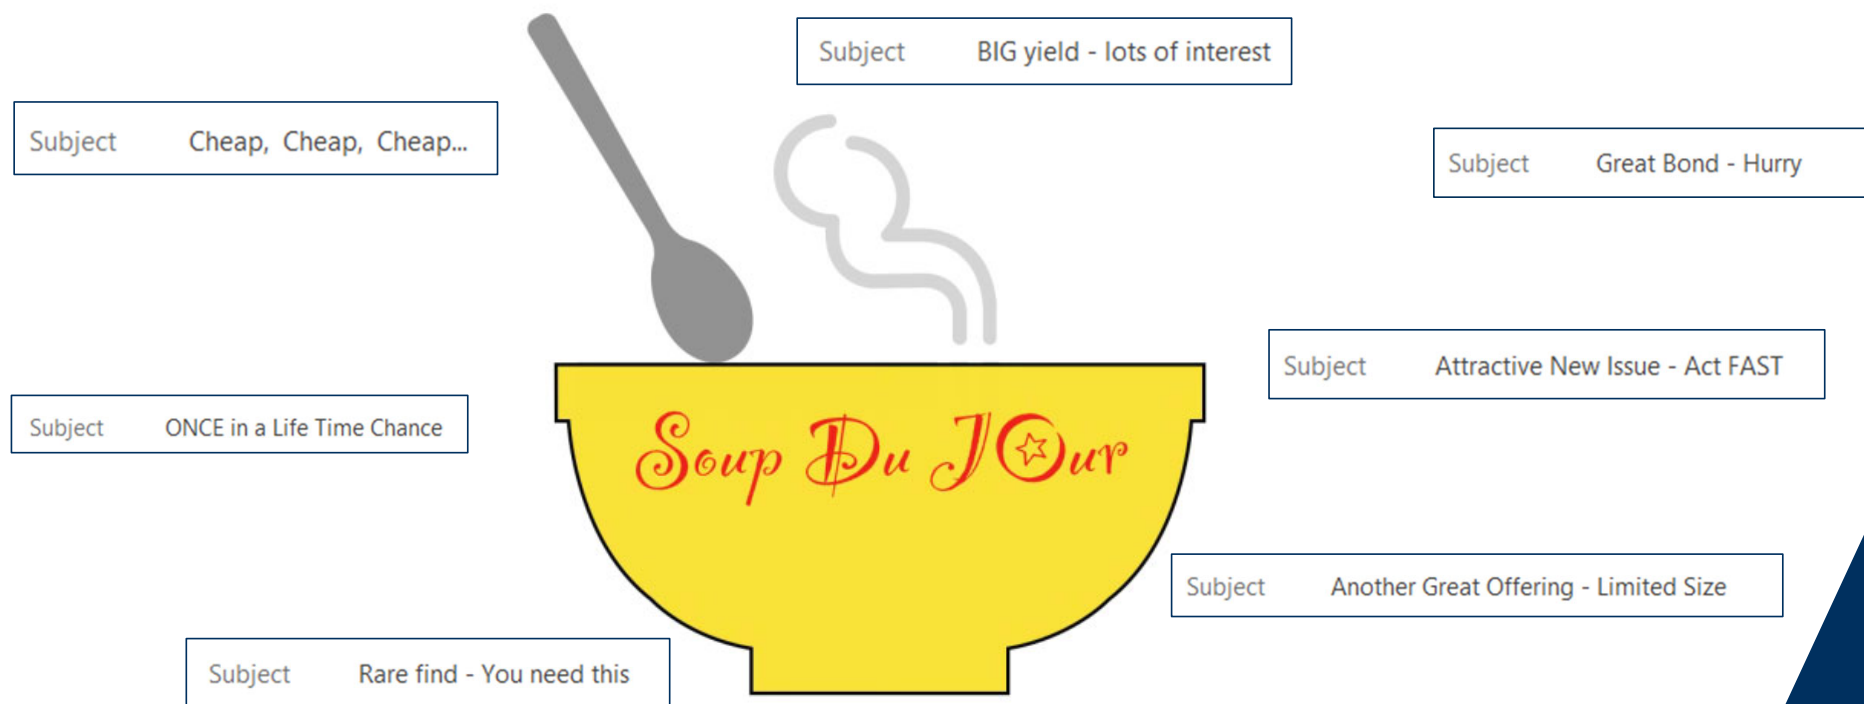 Subject BIG yield - lots of interest
Subject Cheap, Cheap, Cheap...
Subject Great Bond - Hurry
Subject Attractive New Issue - Act FAST
Subject ONCE in a Life Time Chance
Soup Du JOur
Subject Another Great Offering - Limited Size
Subject Rare find - You need this